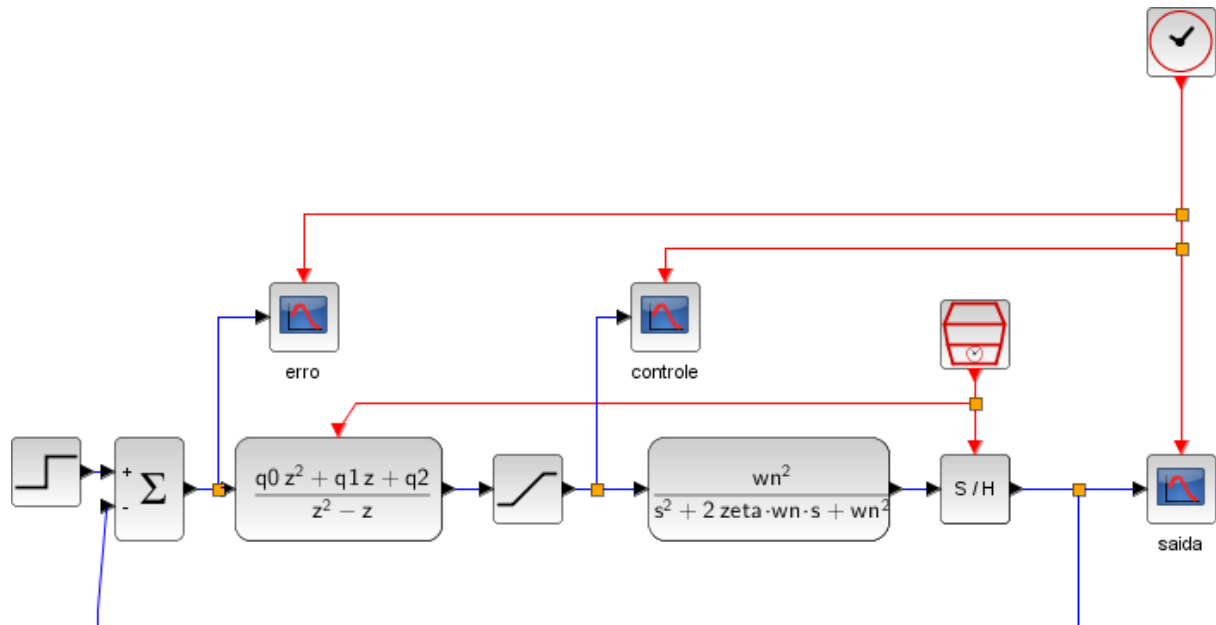 erro
controle
+
Σ
-
q0 z² + q1 z + q2
z² − z
wn²
s² + 2 zeta·wn·s + wn²
S / H
saida